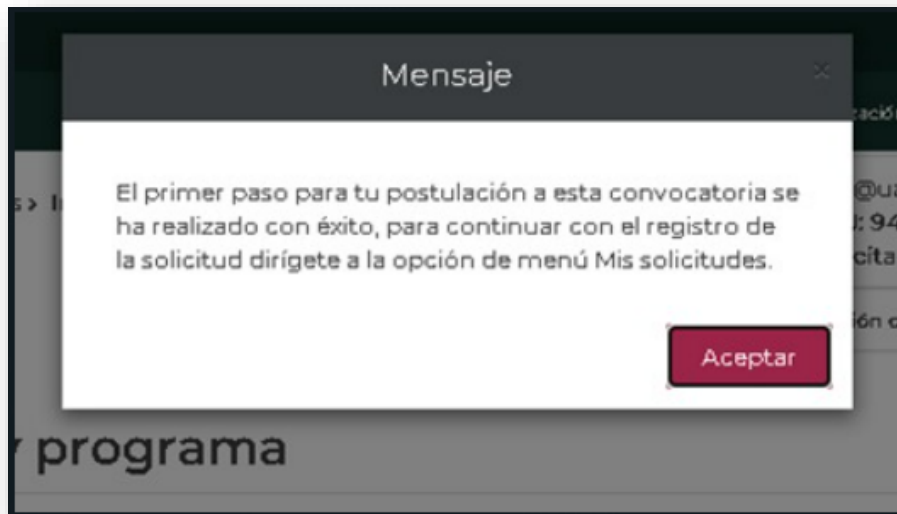 Mensaje
×
El primer paso para tu postulación a esta convocatoria se
ha realizado con éxito, para continuar con el registro de
la solicitud dirígete a la opción de menú Mis solicitudes.
Aceptar
programa